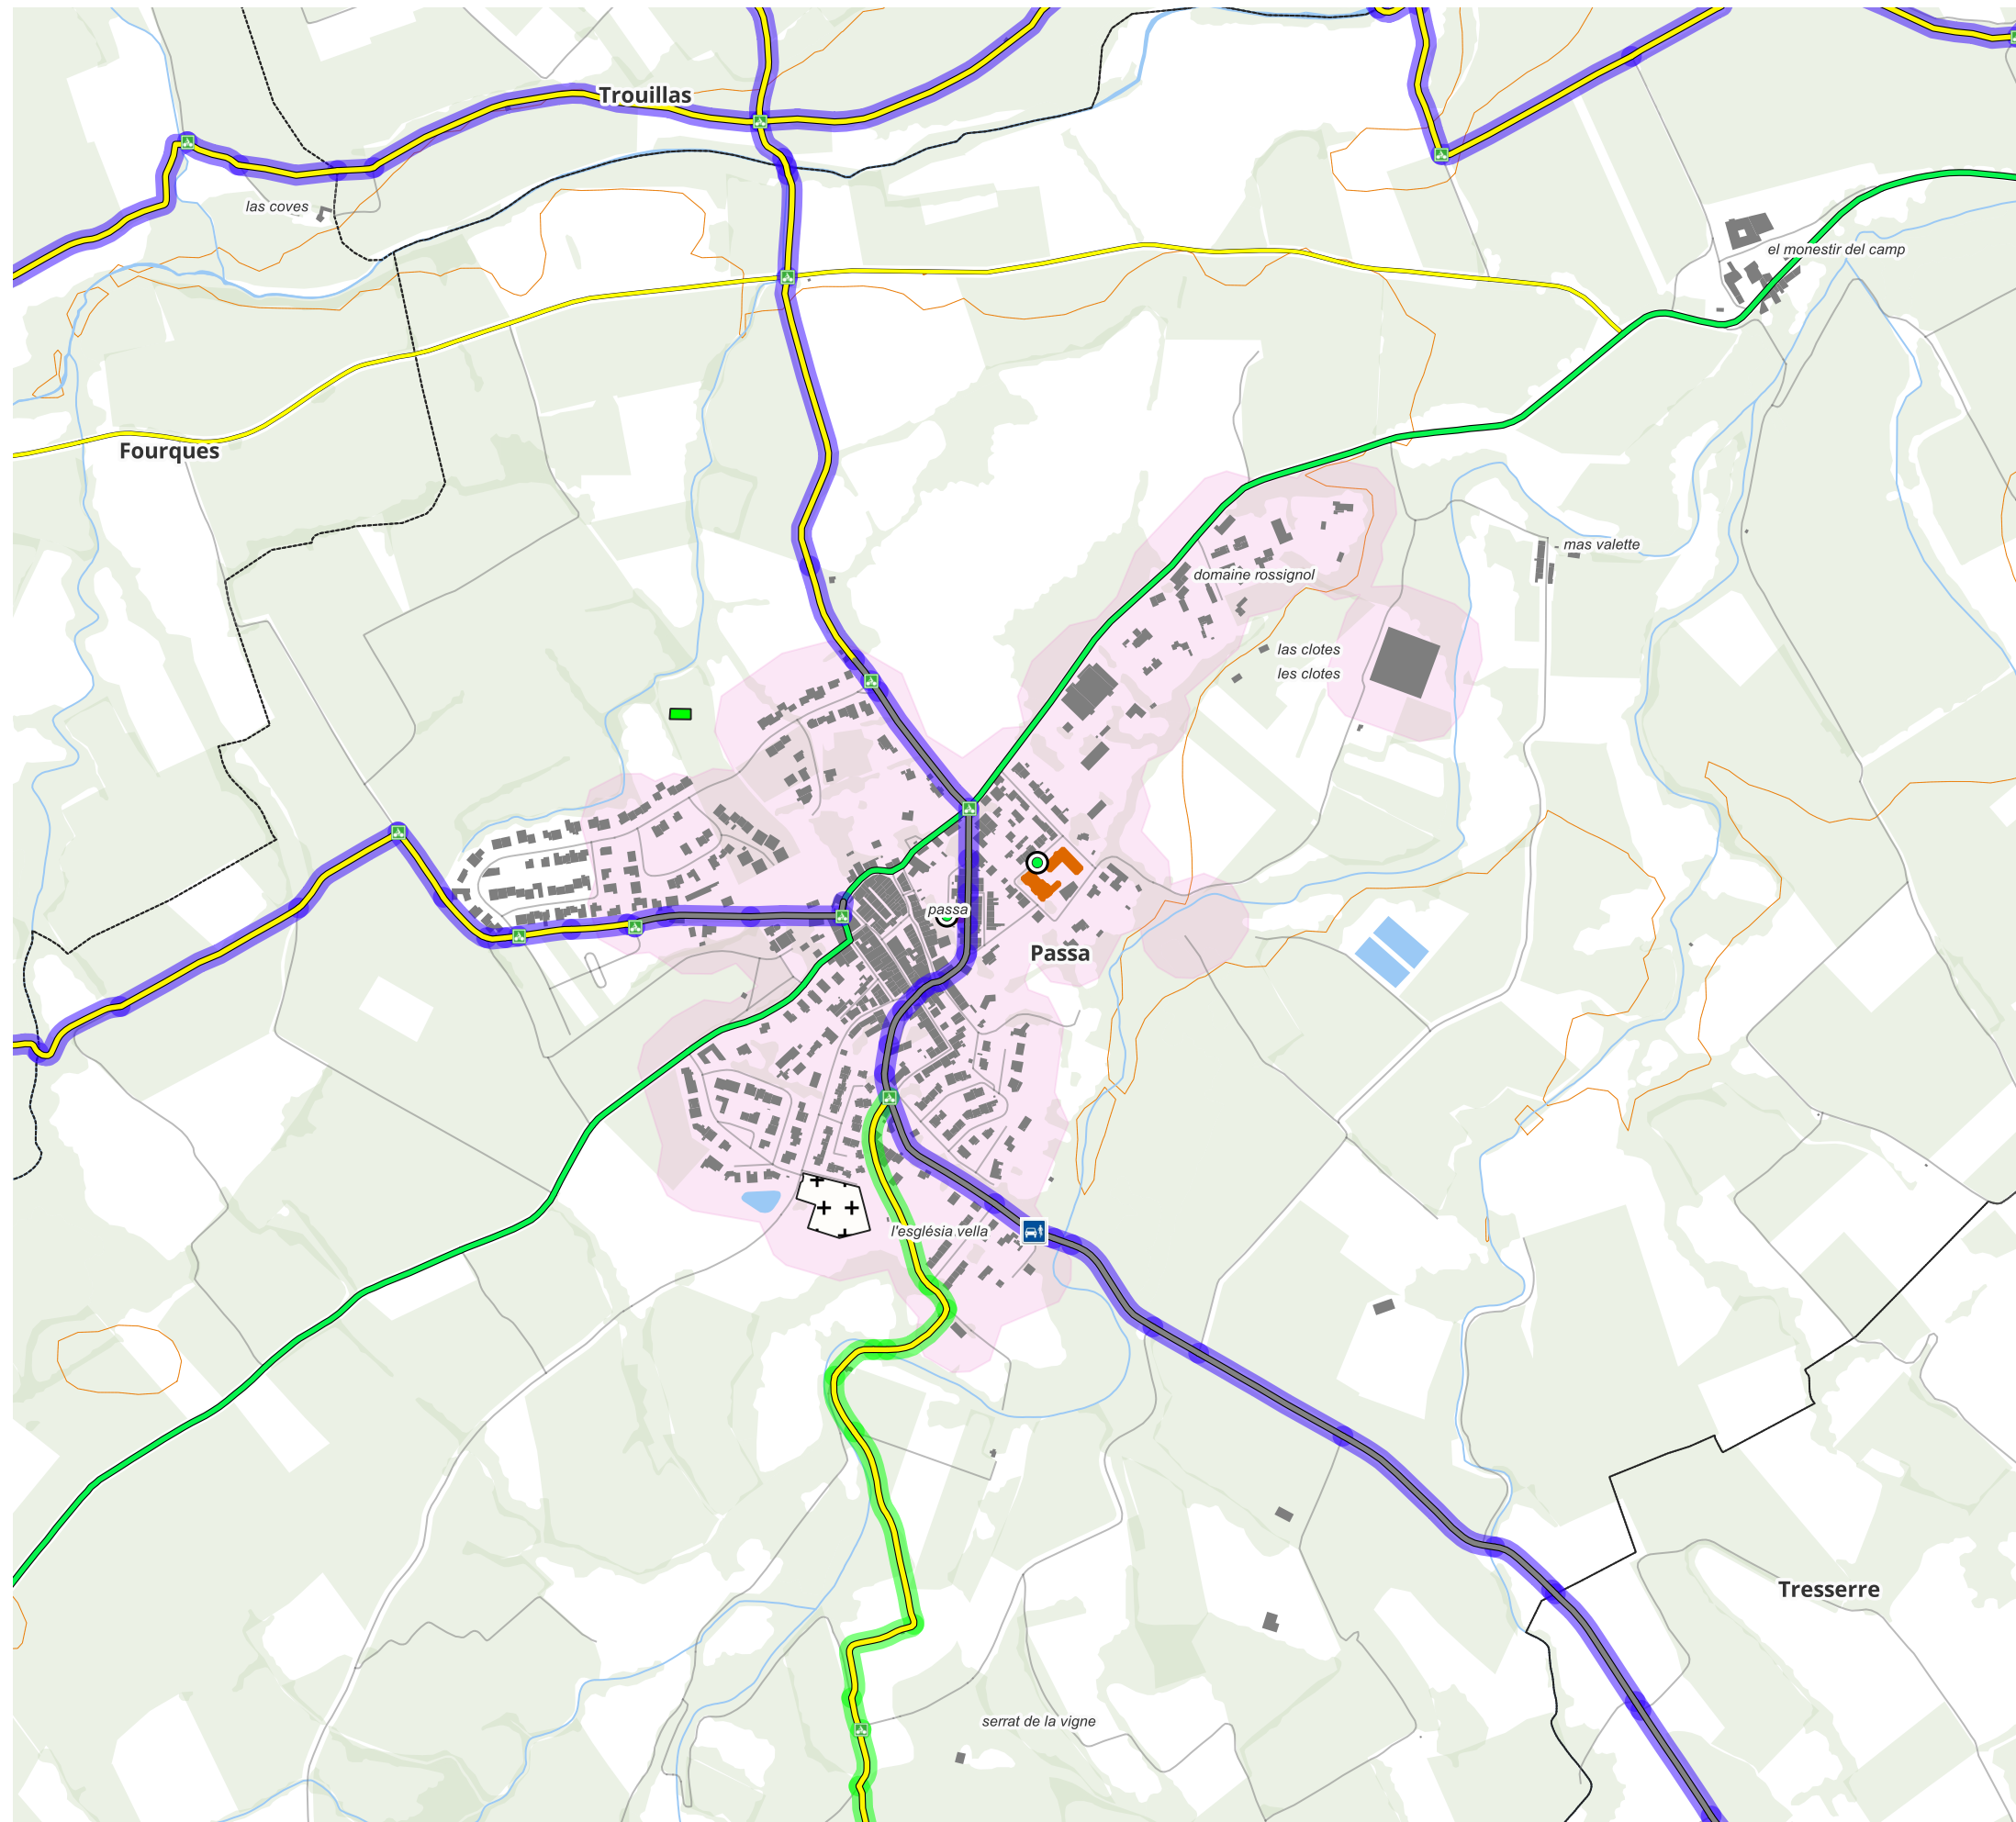 Trouillas
las coves
el monestir del camp
Fourques
mas valette
domaine rossignol
las clotes
les clotes
passa
Passa
l'església vella
Tresserre
serrat de la vigne